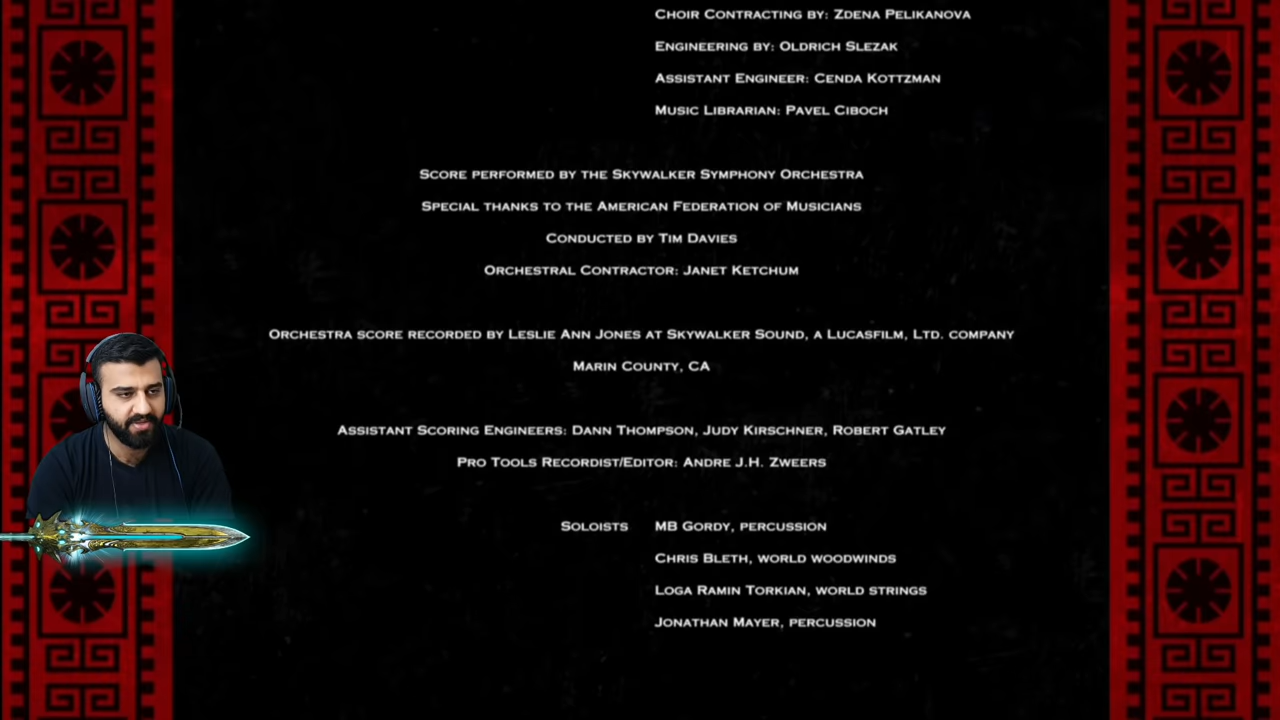 Choir Contracting by: Zdena Pelikanova
Engineering by: Oldrich Slezak
Assistant Engineer: Cenda Kottzman
Music Librarian: Pavel Ciboch
Score performed by the Skywalker Symphony Orchestra
Special thanks to the American Federation of Musicians
Conducted by Tim Davies
Orchestral Contractor: Janet Ketchum
Orchestra score recorded by Leslie Ann Jones at Skywalker Sound, a Lucasfilm, Ltd. company
Marin County, CA
Assistant Scoring Engineers: Dann Thompson, Judy Kirschner, Robert Gatley
Pro Tools Recordist/Editor: Andre J.H. Zweers
Soloists MB Gordy, percussion
Chris Bleth, world woodwinds
Loga Ramin Torkian, world strings
Jonathan Mayer, percussion